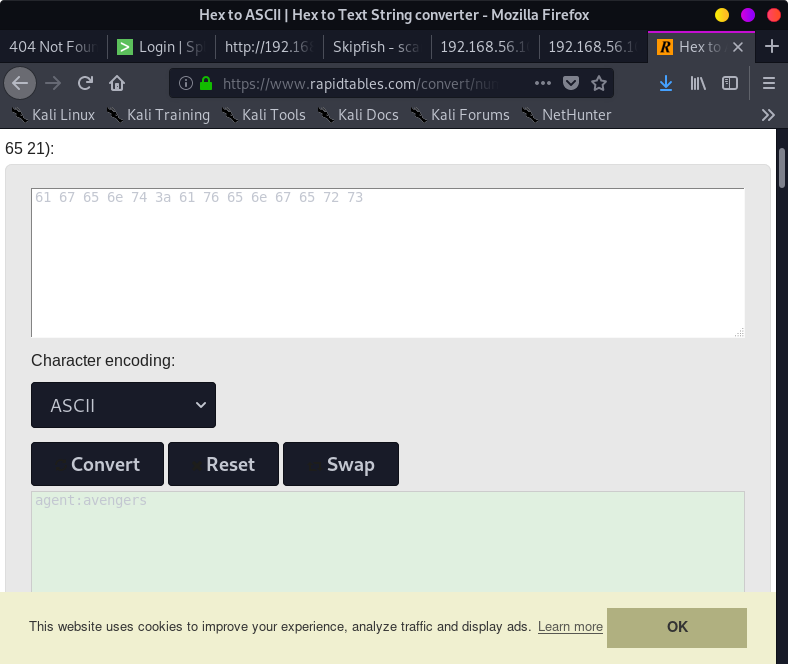 Hex to ASCII | Hex to Text String converter - Mozilla Firefox
404 Not Foun
Login | Sp
http://192.16
Skipfish - sca
192.168.56.10
192.168.56.10
Hex to
https://www.rapidtables.com/convert/num
Kali Linux
Kali Training
Kali Tools
Kali Docs
Kali Forums
NetHunter
65 21):
61 67 65 6e 74 3a 61 76 65 6e 67 65 72 73
Character encoding:
ASCII
Convert Reset Swap
agent:avengers
This website uses cookies to improve your experience, analyze traffic and display ads. Learn more OK